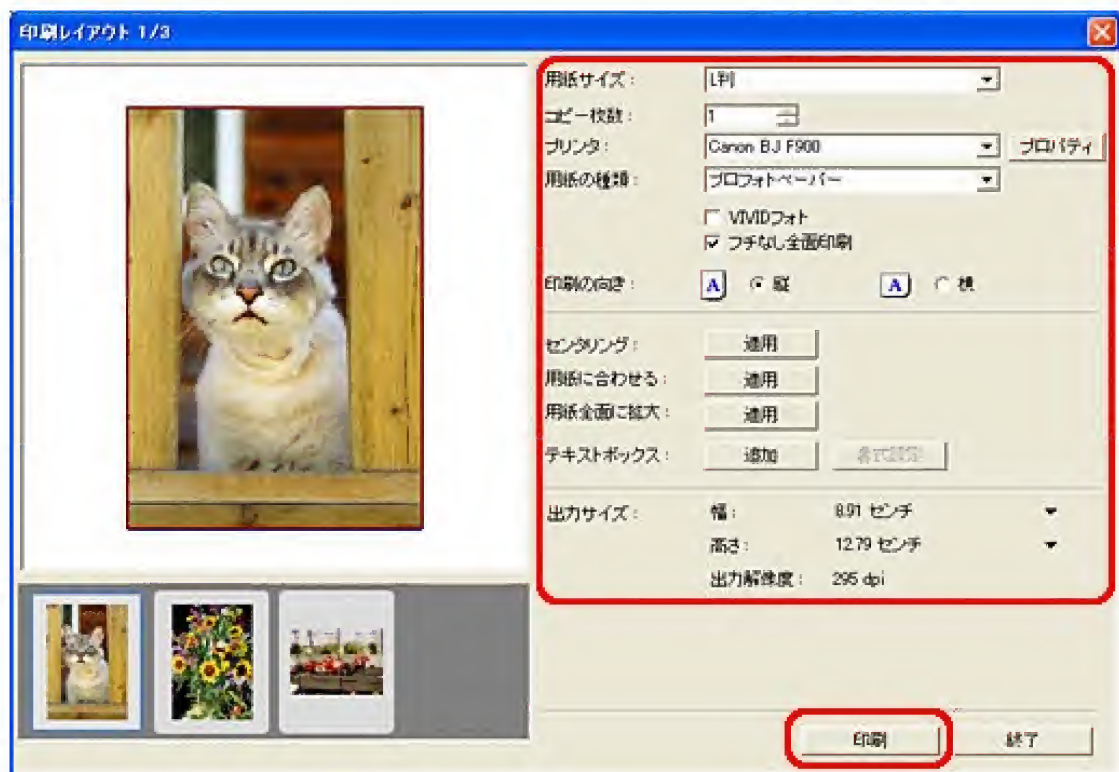 印刷レイアウト 1/3
用紙サイズ： L判
コピー枚数： 1
プリンタ： Canon BJ F900 プロパティ
用紙の種類： プロフォトペーパー
VIVIDフォト
フチなし全面印刷
印刷の向き： A 縦 A 横
センタリング： 適用
用紙に合わせる： 適用
用紙全面に拡大： 適用
テキストボックス： 追加 書式設定
出力サイズ： 幅： 8.91 センチ
高さ： 12.79 センチ
出力解像度： 295 dpi
印刷 終了